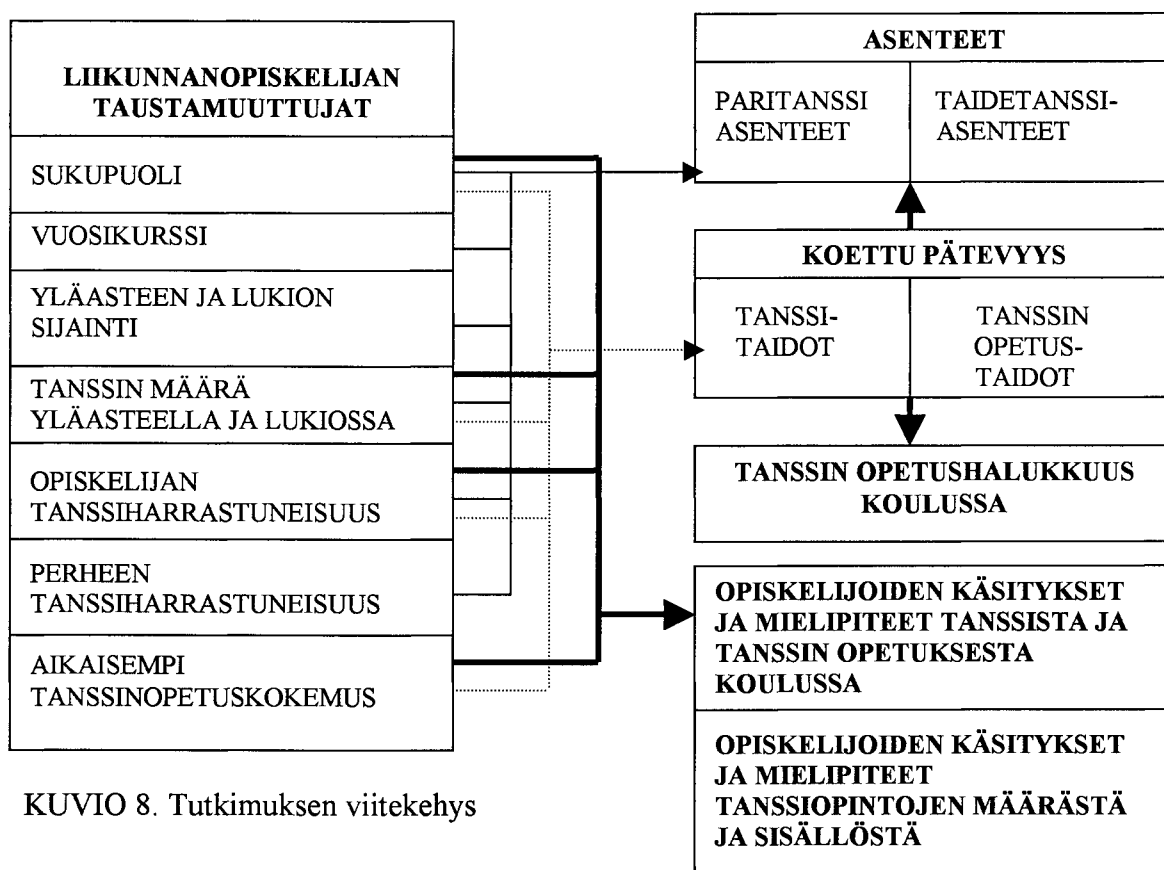 LIIKUNNANOPISKELIJAN
TAUSTAMUUTTUJAT
SUKUPUOLI
VUOSIKURSSI
YLÄASTEEN JA LUKION
SIJAINTI
TANSSIN MÄÄRÄ
YLÄASTEELLA JA LUKIOSSA
OPISKELIJAN
TANSSIHARRASTUNEISUUS
PERHEEN
TANSSIHARRASTUNEISUUS
AIKAISEMPI
TANSSINOPETUSKOKEMUS
ASENTEET
PARITANSSI
ASENTEET
TAIDETANSSI-
ASENTEET
KOETTU PÄTEVYYS
TANSSI-
TAIDOT
TANSSIN
OPETUS-
TAIDOT
TANSSIN OPETUSHALUKKUUS
KOULUSSA
OPISKELIJOIDEN KÄSITYKSET
JA MIELIPITEET TANSSISTA JA
TANSSIN OPETUKSESTA
KOULUSSA
OPISKELIJOIDEN KÄSITYKSET
JA MIELIPITEET
TANSSIOPINTOJEN MÄÄRÄSTÄ
JA SISÄLLÖSTÄ
KUVIO 8. Tutkimuksen viitekehys